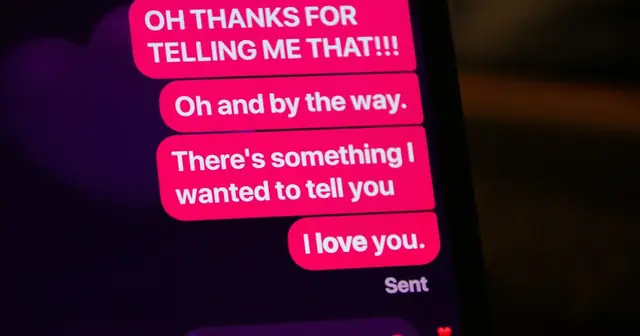 OH THANKS FOR
TELLING ME THAT!!!
Oh and by the way.
There's something I
wanted to tell you
I love you.
Sent